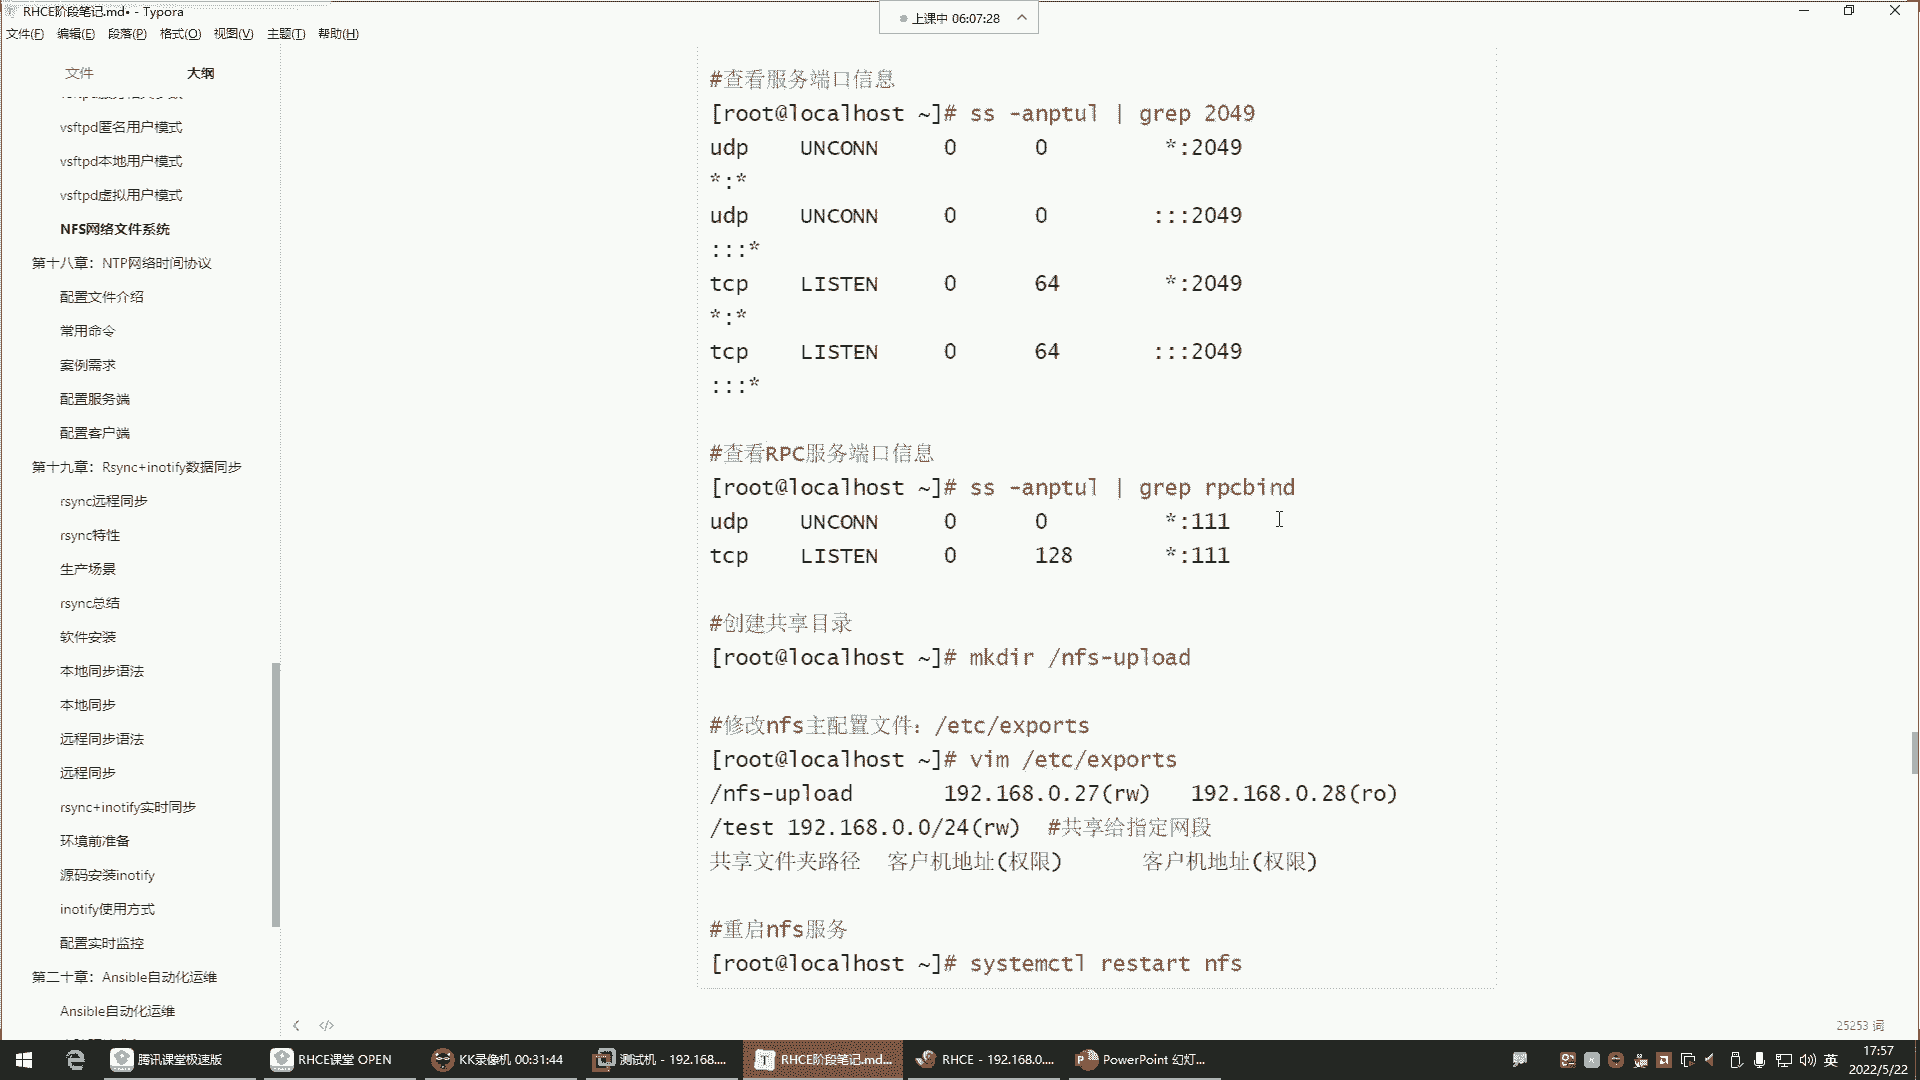 RHCE阶段笔记.md• - Typora
上课中 06:07:28
文件(F) 编辑(E) 段落(P) 格式(O) 视图(V) 主题(T) 帮助(H)
文件 大纲
vsftpd匿名用户模式
vsftpd本地用户模式
vsftpd虚拟用户模式
NFS网络文件系统
第十八章：NTP网络时间协议
配置文件介绍
常用命令
案例需求
配置服务端
配置客户端
第十九章：Rsync+inotify数据同步
rsync远程同步
rsync特性
生产场景
rsync总结
软件安装
本地同步语法
本地同步
远程同步语法
远程同步
rsync+inotify实时同步
环境前准备
源码安装inotify
inotify使用方式
配置实时监控
第二十章：Ansible自动化运维
Ansible自动化运维
#查看服务端口信息
[root@localhost ~]# ss -anptul | grep 2049
udp UNCONN 0 0 *:2049
*:*
udp UNCONN 0 0 :::2049
:::*
tcp LISTEN 0 64 *:2049
*:*
tcp LISTEN 0 64 :::2049
:::*
#查看RPC服务端口信息
[root@localhost ~]# ss -anptul | grep rpcbind
udp UNCONN 0 0 *:111
tcp LISTEN 0 128 *:111
#创建共享目录
[root@localhost ~]# mkdir /nfs-upload
#修改nfs主配置文件：/etc/exports
[root@localhost ~]# vim /etc/exports
/nfs-upload 192.168.0.27(rw) 192.168.0.28(ro)
/test 192.168.0.0/24(rw) #共享给指定网段
共享文件夹路径 客户机地址(权限) 客户机地址(权限)
#重启nfs服务
[root@localhost ~]# systemctl restart nfs
25253 词
腾讯课堂极速版
RHCE课堂 OPEN
KK录像机 00:31:44
测试机 - 192.168....
RHCE阶段笔记.md...
RHCE - 192.168.0....
PowerPoint 幻灯...
英
17:57
2022/5/22